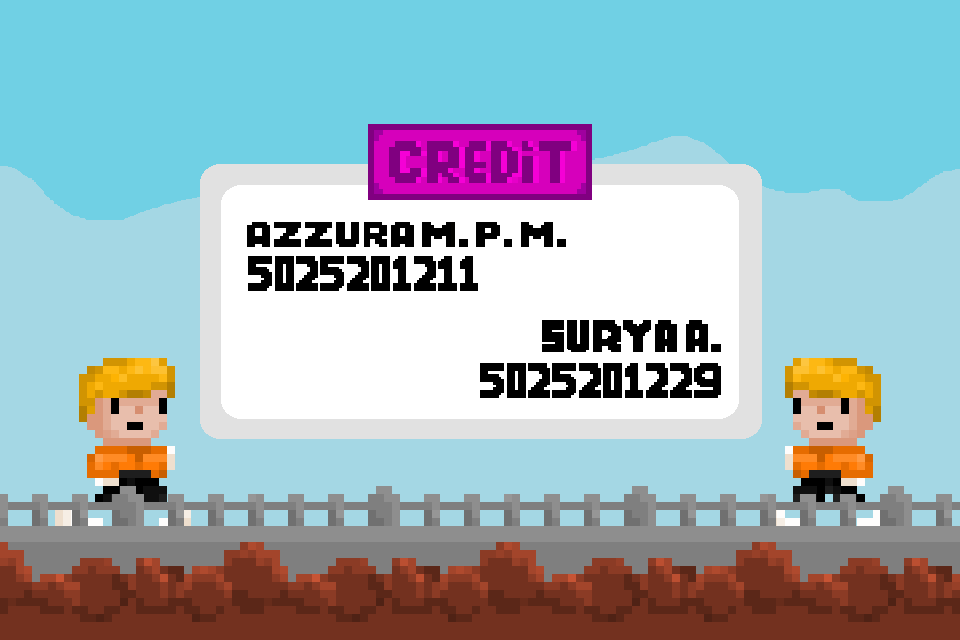 CREDiT
AZZURA M. P. M.
5025201211
SURYA A.
5025201229